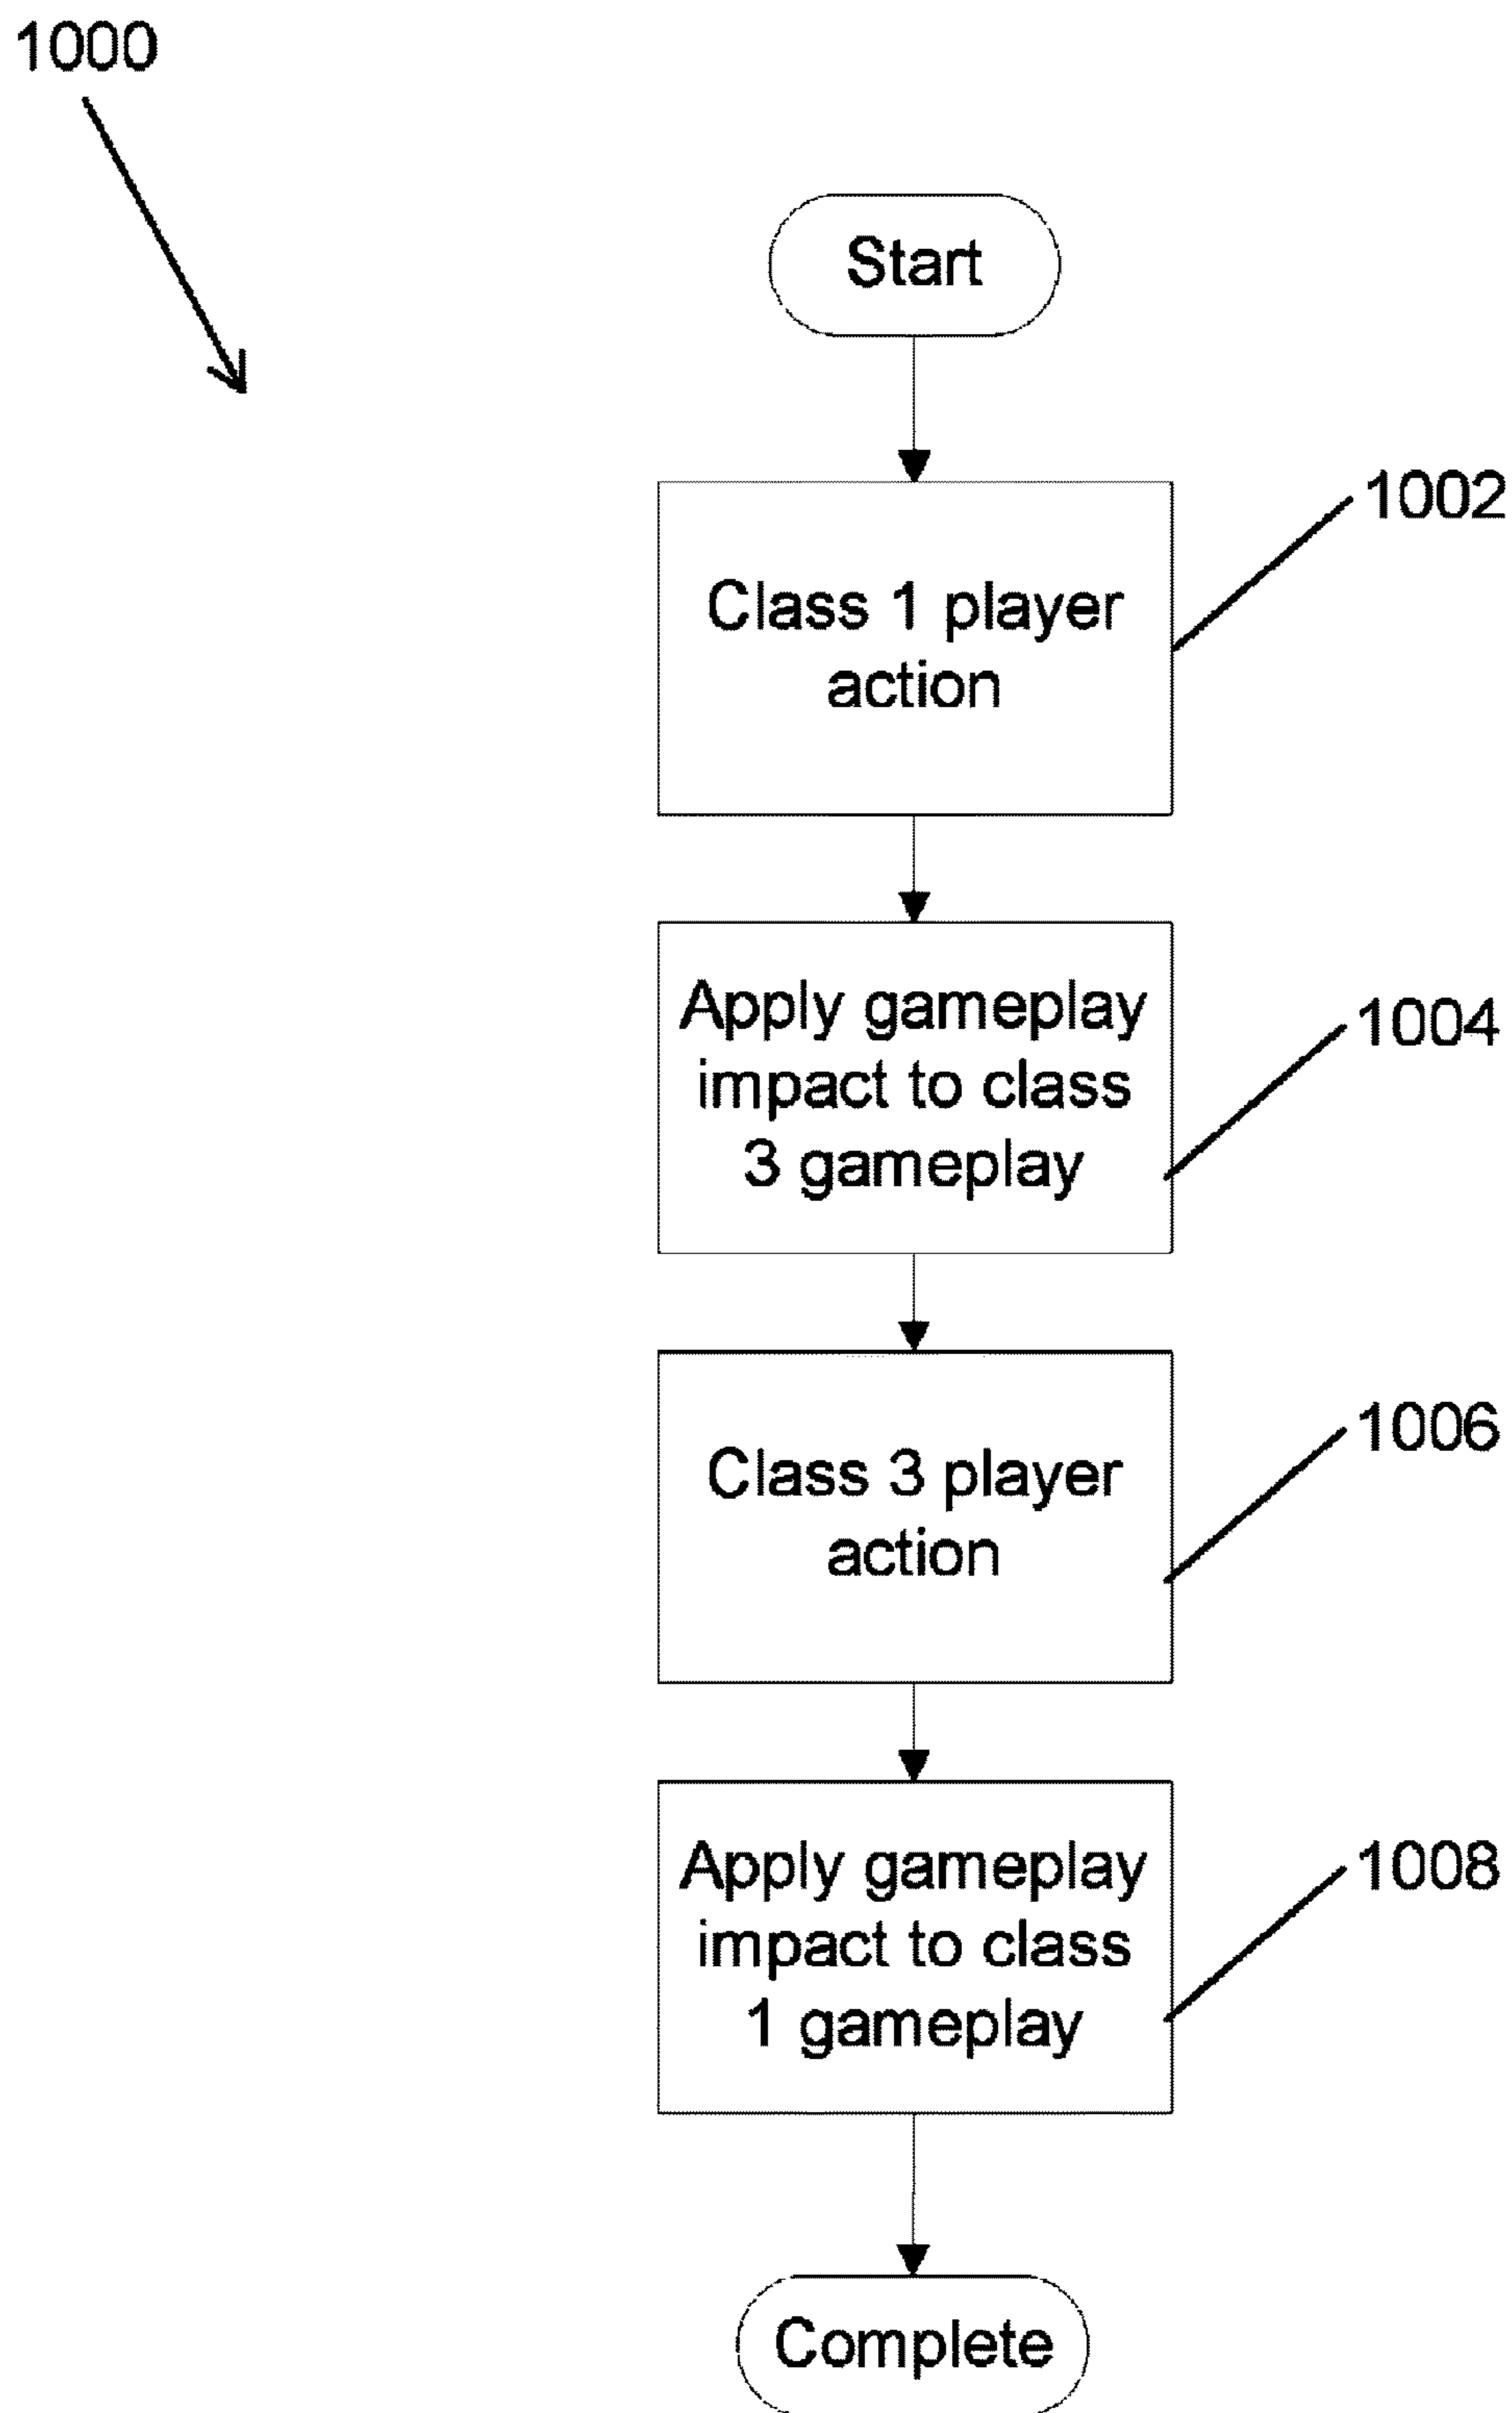 1000
Start
1002
Class 1 player
action
Apply gameplay
impact to class
3 gameplay
1004
Class 3 player
action
1006
Apply gameplay
impact to class
1 gameplay
1008
Complete